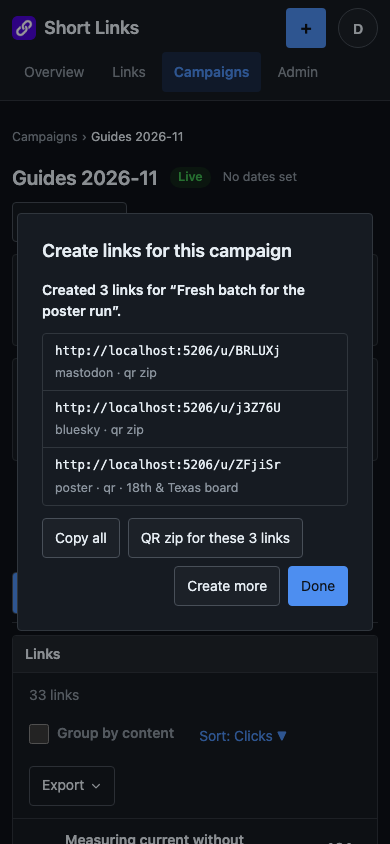 Short Links
+
D
Overview Links Campaigns Admin
Campaigns › Guides 2026-11
Guides 2026-11 Live No dates set
Create links for this campaign
Created 3 links for “Fresh batch for the
poster run”.
http://localhost:5206/u/BRLUXj
mastodon · qr zip
http://localhost:5206/u/j3Z76U
bluesky · qr zip
http://localhost:5206/u/ZFjiSr
poster · qr · 18th & Texas board
Copy all QR zip for these 3 links
Create more Done
Links
33 links
Group by content Sort: Clicks ▼
Export
Measuring current without